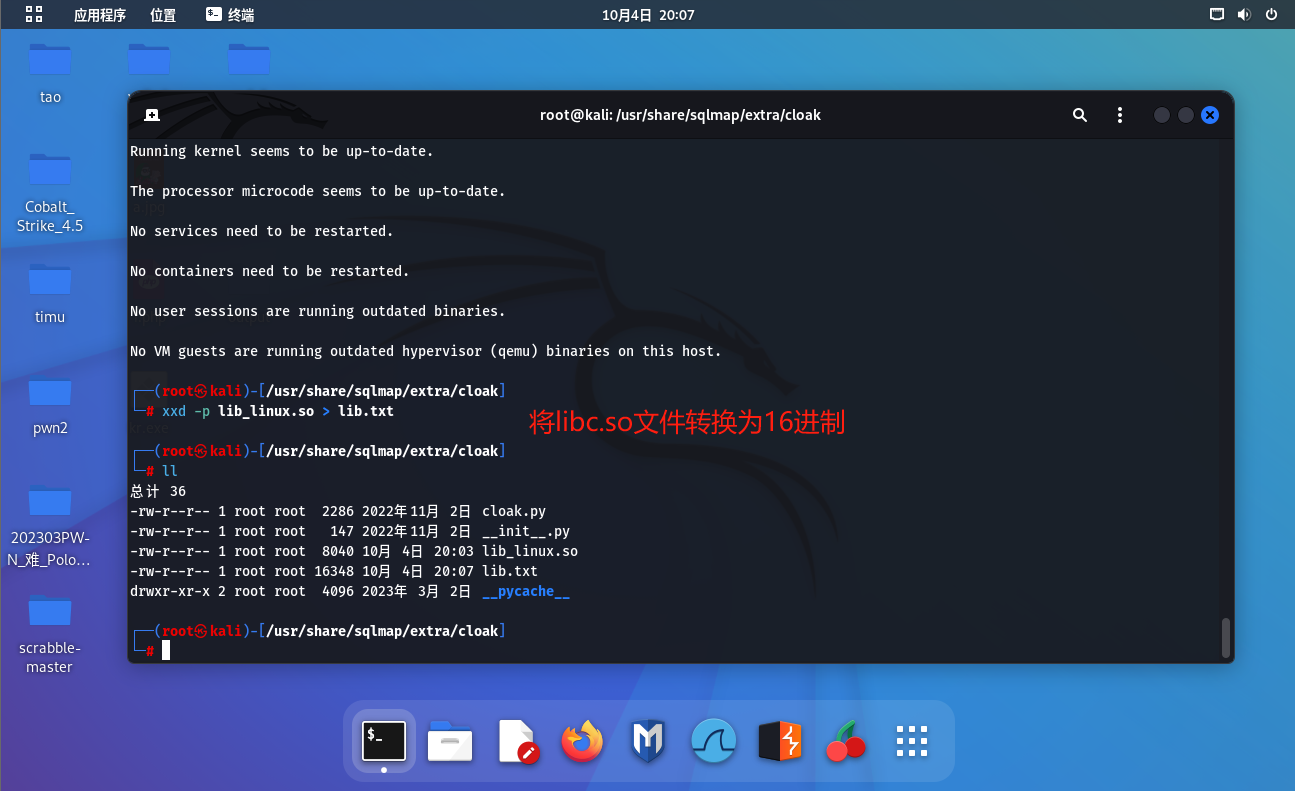 应用程序 位置 终端 10月4日 20:07
tao
Cobalt_
Strike_4.5
timu
pwn2
202303PW-
N_难_Polo...
scrabble-
master
root@kali: /usr/share/sqlmap/extra/cloak
Running kernel seems to be up-to-date.
The processor microcode seems to be up-to-date.
No services need to be restarted.
No containers need to be restarted.
No user sessions are running outdated binaries.
No VM guests are running outdated hypervisor (qemu) binaries on this host.
┌──(root㉿kali)-[/usr/share/sqlmap/extra/cloak]
└─# xxd -p lib_linux.so > lib.txt
将libc.so文件转换为16进制
┌──(root㉿kali)-[/usr/share/sqlmap/extra/cloak]
└─# ll
总计 36
-rw-r--r-- 1 root root  2286 2022年11月 2日 cloak.py
-rw-r--r-- 1 root root   147 2022年11月 2日 __init__.py
-rw-r--r-- 1 root root  8040 10月 4日 20:03 lib_linux.so
-rw-r--r-- 1 root root 16348 10月 4日 20:07 lib.txt
drwxr-xr-x 2 root root  4096 2023年 3月 2日 __pycache__
┌──(root㉿kali)-[/usr/share/sqlmap/extra/cloak]
└─#
$_